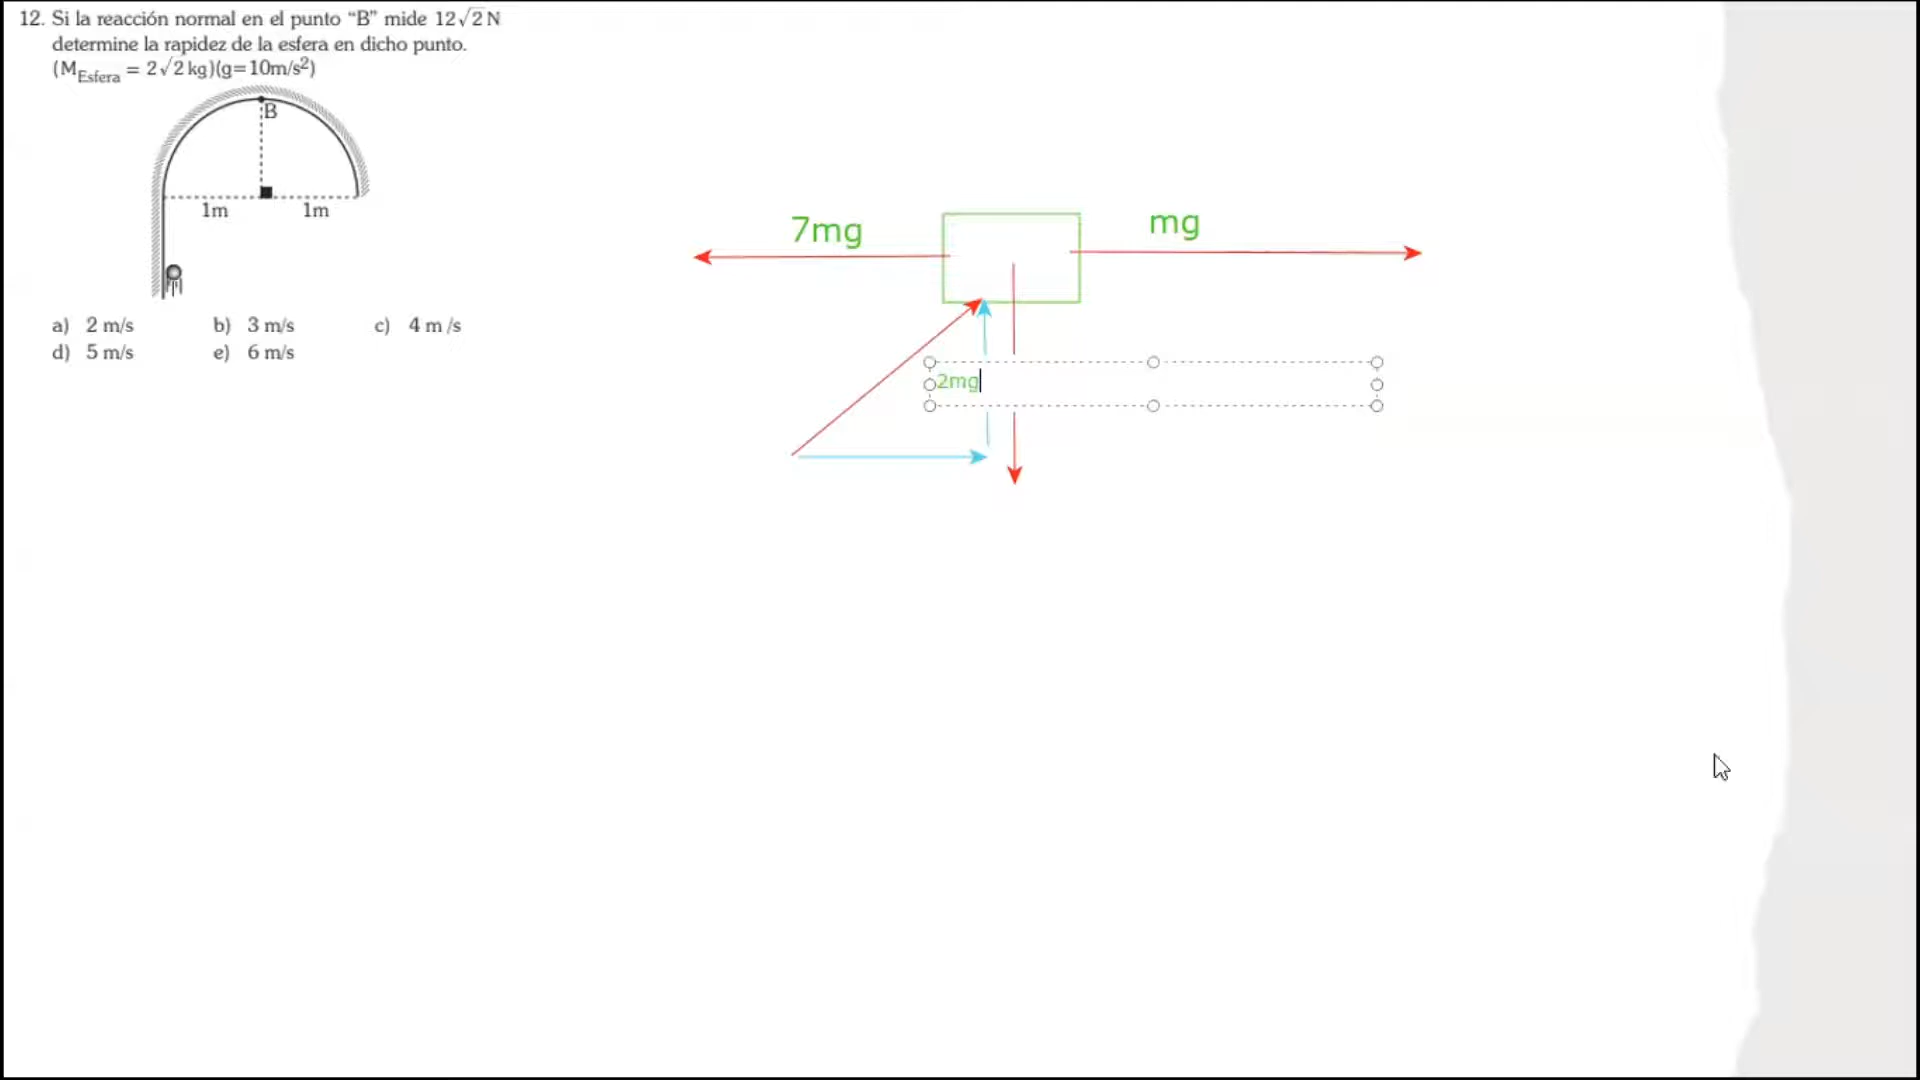 12. Si la reacción normal en el punto “B” mide 12√2 N
determine la rapidez de la esfera en dicho punto.
(M_Esfera = 2√2 kg)(g=10m/s²)
B
1m 1m
a) 2 m/s b) 3 m/s c) 4 m /s
d) 5 m/s e) 6 m/s
7mg
mg
2mg